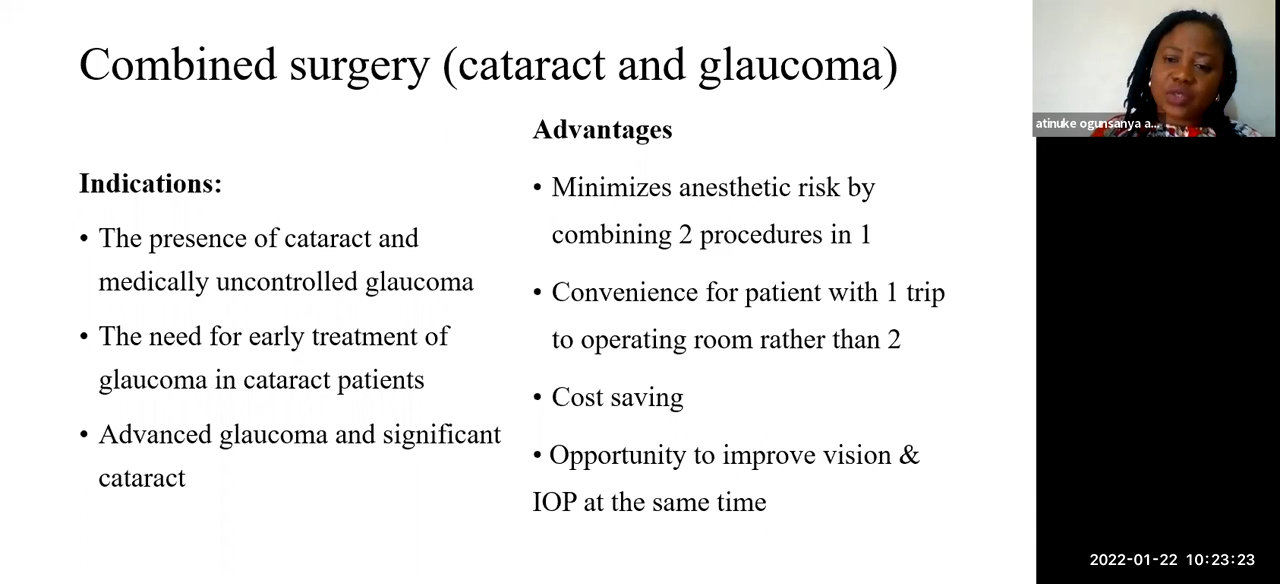 Combined surgery (cataract and glaucoma)
Indications:
• The presence of cataract and
medically uncontrolled glaucoma
• The need for early treatment of
glaucoma in cataract patients
• Advanced glaucoma and significant
cataract
Advantages
• Minimizes anesthetic risk by
combining 2 procedures in 1
• Convenience for patient with 1 trip
to operating room rather than 2
• Cost saving
• Opportunity to improve vision &
IOP at the same time
atinuke ogunsanya a...
2022-01-22 10:23:23